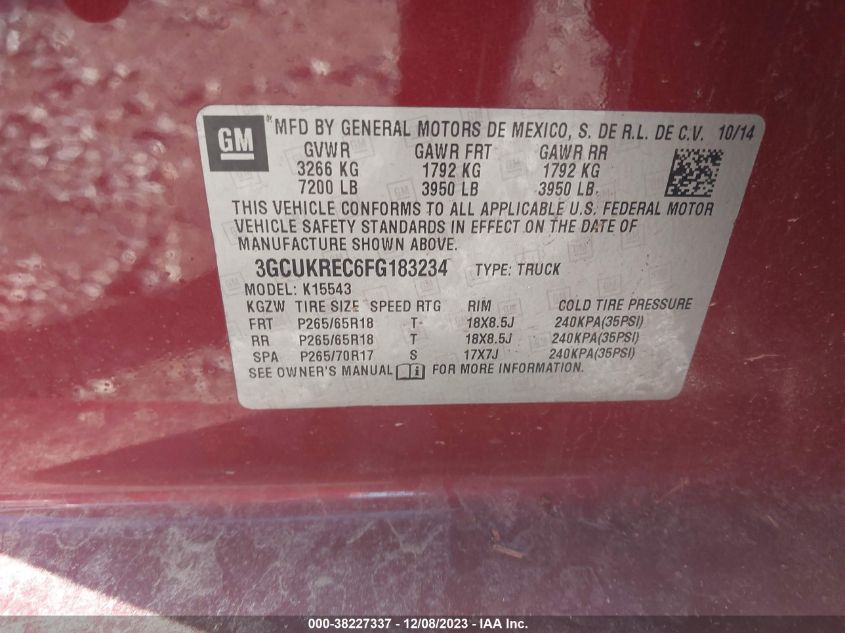 GM ® MFD BY GENERAL MOTORS DE MEXICO, S. DE R.L. DE C.V. 10/14
GVWR GAWR FRT GAWR RR
3266 KG 1792 KG 1792 KG
7200 LB 3950 LB 3950 LB
THIS VEHICLE CONFORMS TO ALL APPLICABLE U.S. FEDERAL MOTOR
VEHICLE SAFETY STANDARDS IN EFFECT ON THE DATE OF
MANUFACTURE SHOWN ABOVE.
3GCUKREC6FG183234 TYPE: TRUCK
MODEL: K15543
KGZW TIRE SIZE SPEED RTG RIM COLD TIRE PRESSURE
FRT P265/65R18 T 18X8.5J 240KPA(35PSI)
RR P265/65R18 T 18X8.5J 240KPA(35PSI)
SPA P265/70R17 S 17X7J 240KPA(35PSI)
SEE OWNER'S MANUAL FOR MORE INFORMATION.
000-38227337 - 12/08/2023 - IAA Inc.